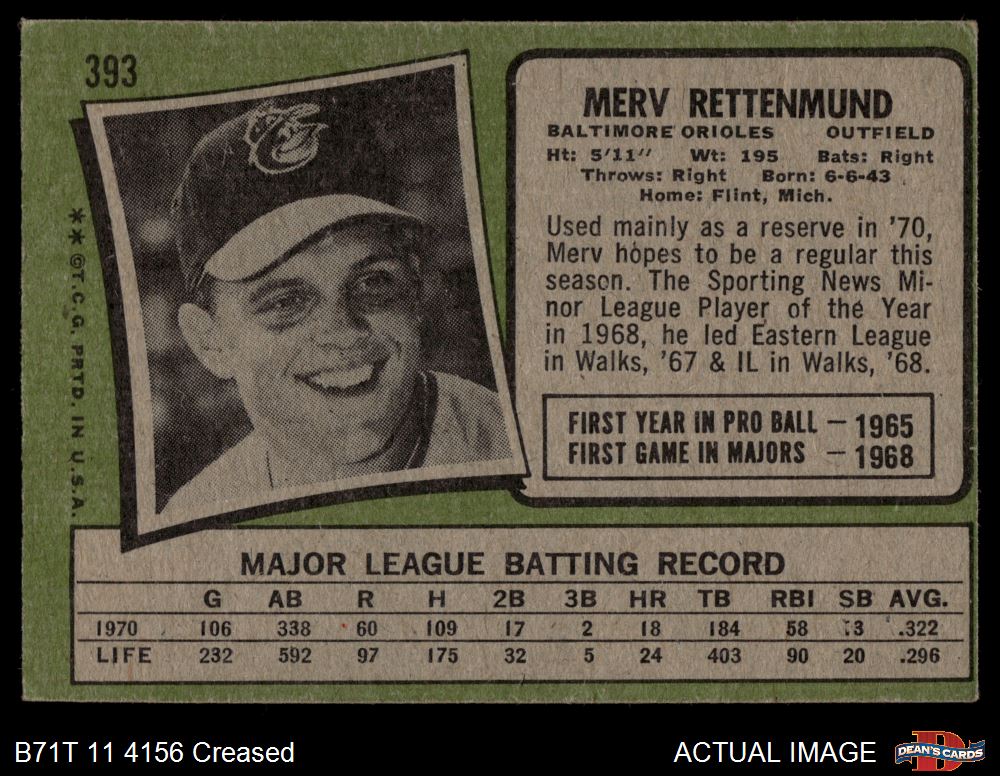 393
MERV RETTENMUND
BALTIMORE ORIOLES OUTFIELD
Ht: 5'11" Wt: 195 Bats: Right
Throws: Right Born: 6-6-43
Home: Flint, Mich.
Used mainly as a reserve in '70,
Merv hopes to be a regular this
season. The Sporting News Mi-
nor League Player of the Year
in 1968, he led Eastern League
in Walks, '67 & IL in Walks, '68.
FIRST YEAR IN PRO BALL — 1965
FIRST GAME IN MAJORS — 1968
**©T.C.G. PRTD. IN U.S.A.
MAJOR LEAGUE BATTING RECORD
G AB R H 2B 3B HR TB RBI SB AVG.
1970 106 338 60 109 17 2 18 184 58 13 .322
LIFE 232 592 97 175 32 5 24 403 90 20 .296
B71T 11 4156 Creased
ACTUAL IMAGE
D
DEAN'S CARDS